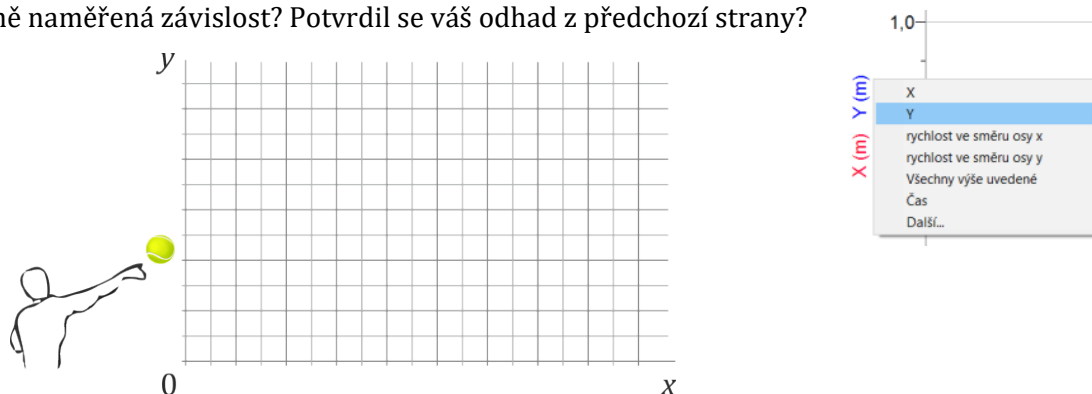 ně naměřená závislost? Potvrdil se váš odhad z předchozí strany?
y
0
x
1,0
Y (m)
X (m)
X
Y
rychlost ve směru osy x
rychlost ve směru osy y
Všechny výše uvedené
Čas
Další...